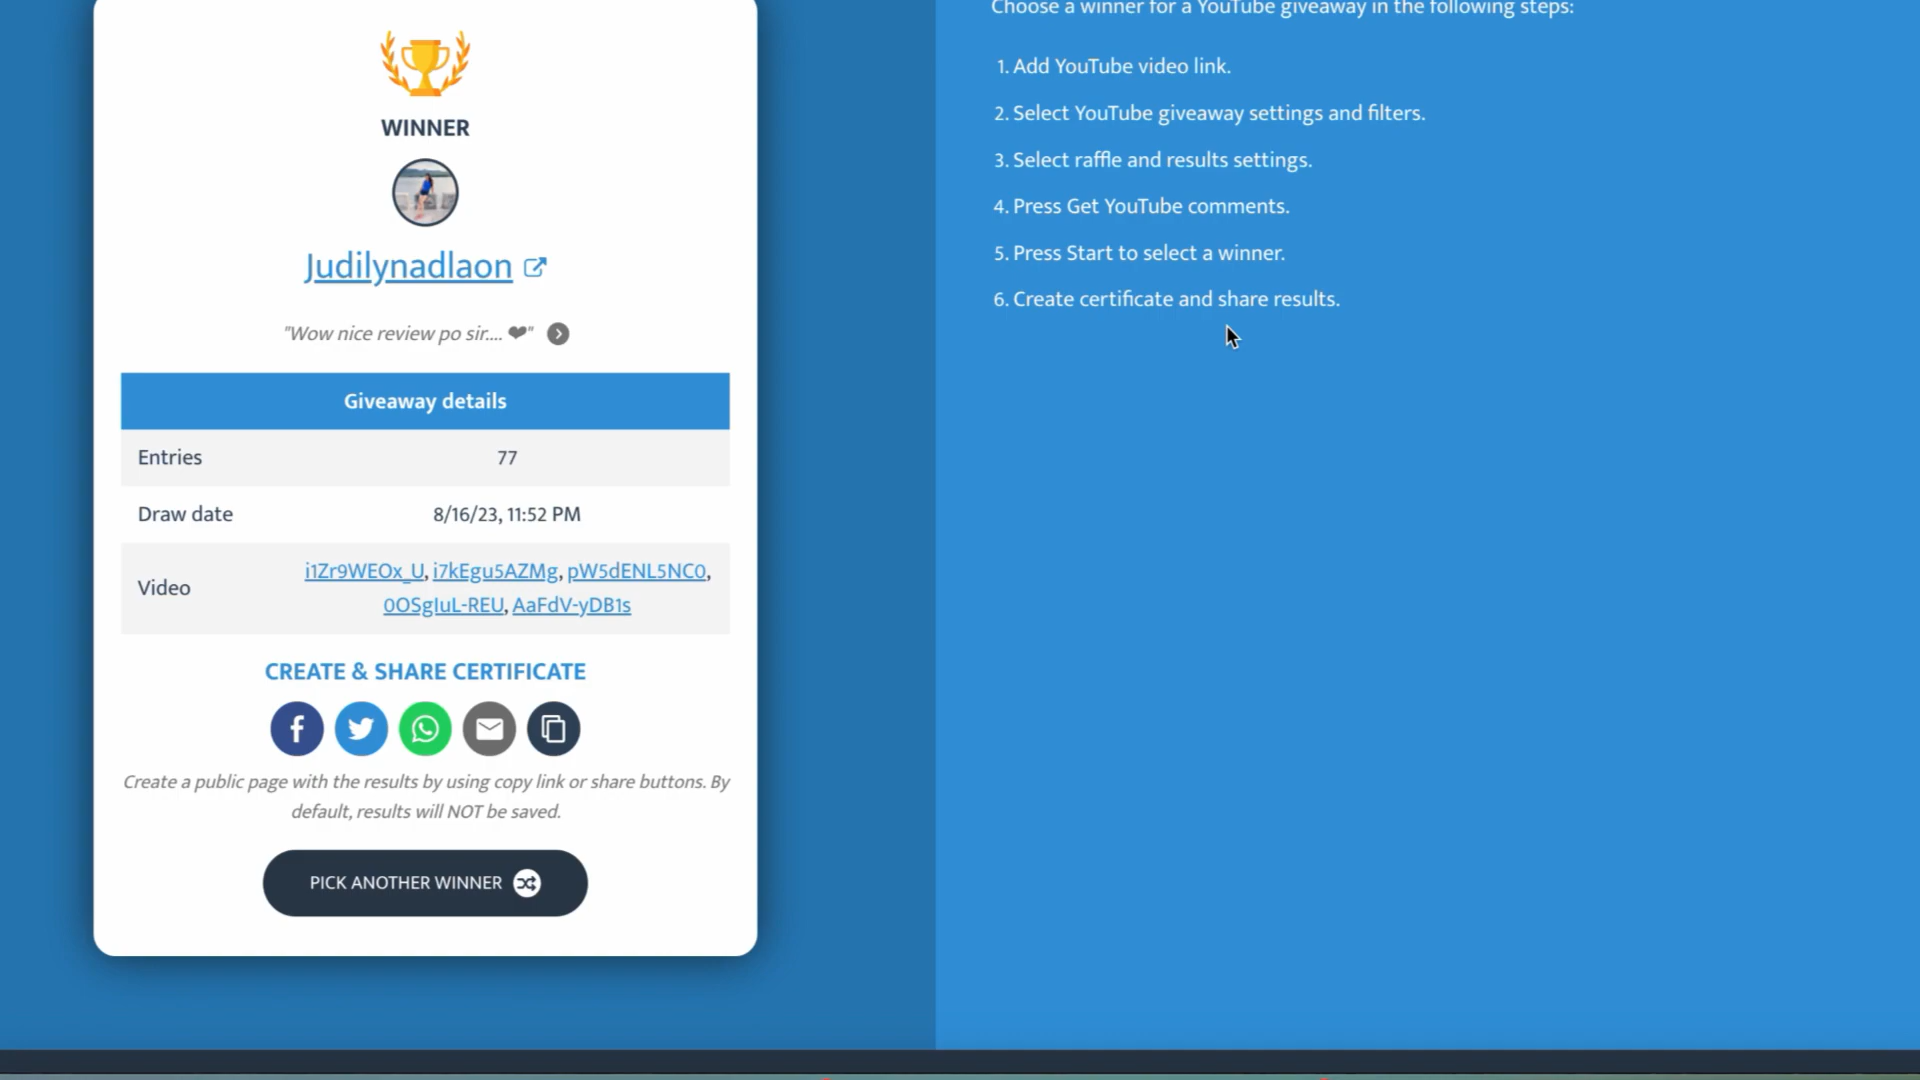 WINNER
Judilynadlaon
"Wow nice review po sir.... ❤"
Giveaway details
Entries 77
Draw date 8/16/23, 11:52 PM
Video i1Zr9WEOx_U, i7kEgu5AZMg, pW5dENL5NC0,
0OSgIuL-REU, AaFdV-yDB1s
CREATE & SHARE CERTIFICATE
Create a public page with the results by using copy link or share buttons. By
default, results will NOT be saved.
PICK ANOTHER WINNER
Choose a winner for a YouTube giveaway in the following steps:
1. Add YouTube video link.
2. Select YouTube giveaway settings and filters.
3. Select raffle and results settings.
4. Press Get YouTube comments.
5. Press Start to select a winner.
6. Create certificate and share results.